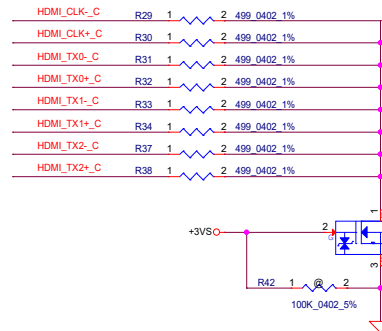 HDMI_CLK-_C R29 1 2 499_0402_1%
HDMI_CLK+_C R30 1 2 499_0402_1%
HDMI_TX0-_C R31 1 2 499_0402_1%
HDMI_TX0+_C R32 1 2 499_0402_1%
HDMI_TX1-_C R33 1 2 499_0402_1%
HDMI_TX1+_C R34 1 2 499_0402_1%
HDMI_TX2-_C R37 1 2 499_0402_1%
HDMI_TX2+_C R38 1 2 499_0402_1%
1
+3VS 2
G
3
R42 1 @ 2
100K_0402_5%